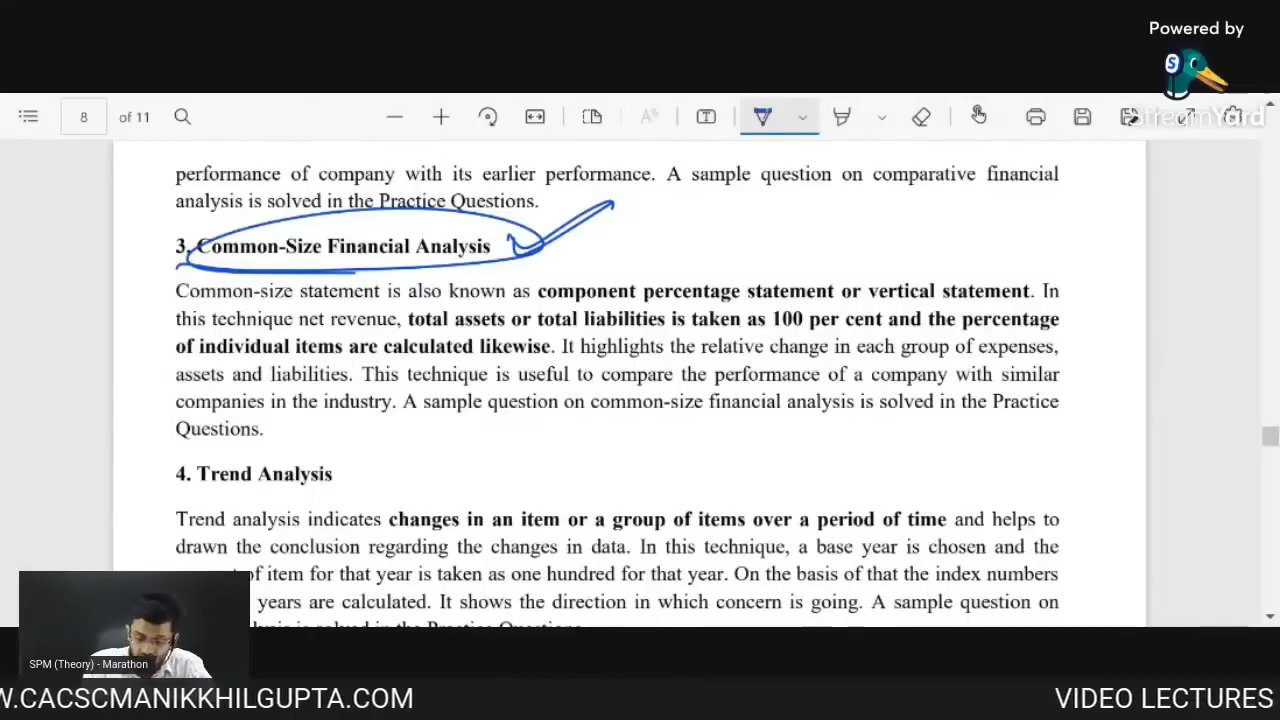 Powered by
S
StreamYard
8 of 11
performance of company with its earlier performance. A sample question on comparative financial
analysis is solved in the Practice Questions.
3. Common-Size Financial Analysis
Common-size statement is also known as component percentage statement or vertical statement. In
this technique net revenue, total assets or total liabilities is taken as 100 per cent and the percentage
of individual items are calculated likewise. It highlights the relative change in each group of expenses,
assets and liabilities. This technique is useful to compare the performance of a company with similar
companies in the industry. A sample question on common-size financial analysis is solved in the Practice
Questions.
4. Trend Analysis
Trend analysis indicates changes in an item or a group of items over a period of time and helps to
drawn the conclusion regarding the changes in data. In this technique, a base year is chosen and the
of item for that year is taken as one hundred for that year. On the basis of that the index numbers
years are calculated. It shows the direction in which concern is going. A sample question on
is solved in the Practice Questions
SPM (Theory) - Marathon
W.CACSCMANIKKHILGUPTA.COM
VIDEO LECTURES